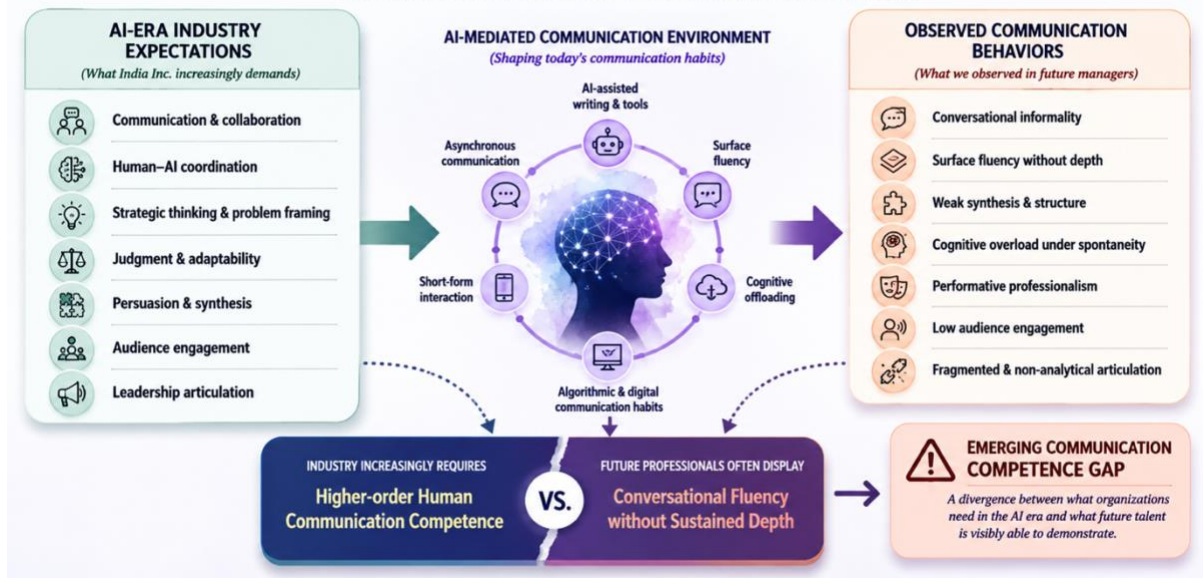 AI-ERA INDUSTRY
EXPECTATIONS
(What India Inc. increasingly demands)
Communication & collaboration
Human–AI coordination
Strategic thinking & problem framing
Judgment & adaptability
Persuasion & synthesis
Audience engagement
Leadership articulation
AI-MEDIATED COMMUNICATION ENVIRONMENT
(Shaping today's communication habits)
AI-assisted
writing & tools
Asynchronous
communication
Surface
fluency
Short-form
interaction
Cognitive
offloading
Algorithmic & digital
communication habits
OBSERVED COMMUNICATION
BEHAVIORS
(What we observed in future managers)
Conversational informality
Surface fluency without depth
Weak synthesis & structure
Cognitive overload under spontaneity
Performative professionalism
Low audience engagement
Fragmented & non-analytical articulation
INDUSTRY INCREASINGLY REQUIRES
Higher-order Human
Communication Competence
VS.
FUTURE PROFESSIONALS OFTEN DISPLAY
Conversational Fluency
without Sustained Depth
EMERGING COMMUNICATION
COMPETENCE GAP
A divergence between what organizations
need in the AI era and what future talent
is visibly able to demonstrate.